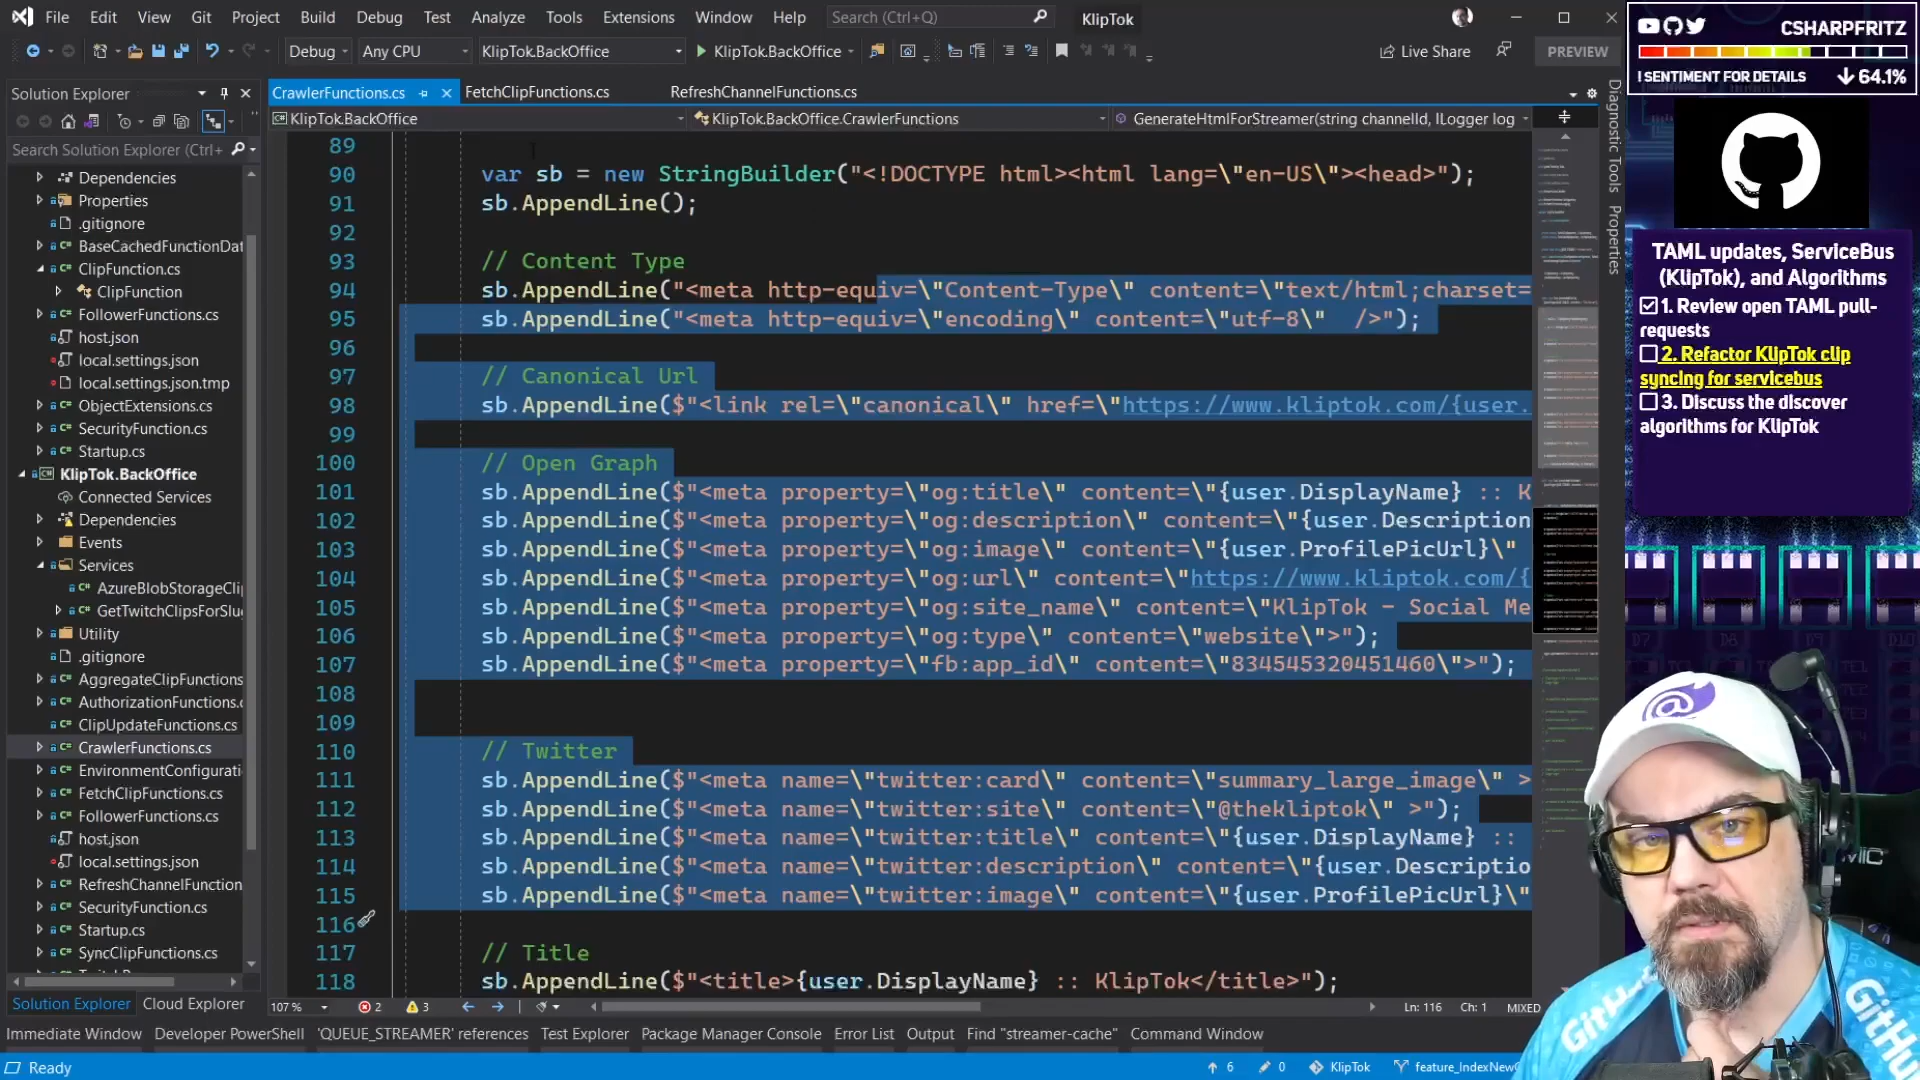 File Edit View Git Project Build Debug Test Analyze Tools Extensions Window Help Search (Ctrl+Q) KlipTok
Debug Any CPU KlipTok.BackOffice KlipTok.BackOffice Live Share PREVIEW
CSHARPFRITZ
! SENTIMENT FOR DETAILS 64.1%
Solution Explorer
Search Solution Explorer (Ctrl+
Dependencies
Properties
.gitignore
BaseCachedFunctionDat
ClipFunction.cs
ClipFunction
FollowerFunctions.cs
host.json
local.settings.json
local.settings.json.tmp
ObjectExtensions.cs
SecurityFunction.cs
Startup.cs
KlipTok.BackOffice
Connected Services
Dependencies
Events
Services
AzureBlobStorageCli
GetTwitchClipsForSlu
Utility
.gitignore
AggregateClipFunctions
AuthorizationFunctions.c
ClipUpdateFunctions.cs
CrawlerFunctions.cs
EnvironmentConfigurati
FetchClipFunctions.cs
FollowerFunctions.cs
host.json
local.settings.json
RefreshChannelFunction
SecurityFunction.cs
Startup.cs
SyncClipFunctions.cs
Solution Explorer Cloud Explorer
CrawlerFunctions.cs FetchClipFunctions.cs RefreshChannelFunctions.cs
KlipTok.BackOffice KlipTok.BackOffice.CrawlerFunctions GenerateHtmlForStreamer(string channelId, ILogger log
89
90 var sb = new StringBuilder("<!DOCTYPE html><html lang=\"en-US\"><head>");
91 sb.AppendLine();
92
93 // Content Type
94 sb.AppendLine("<meta http-equiv=\"Content-Type\" content=\"text/html;charset=
95 sb.AppendLine("<meta http-equiv=\"encoding\" content=\"utf-8\" />");
96
97 // Canonical Url
98 sb.AppendLine($"<link rel=\"canonical\" href=\"https://www.kliptok.com/{user.
99
100 // Open Graph
101 sb.AppendLine($"<meta property=\"og:title\" content=\"{user.DisplayName} :: K
102 sb.AppendLine($"<meta property=\"og:description\" content=\"{user.Description
103 sb.AppendLine($"<meta property=\"og:image\" content=\"{user.ProfilePicUrl}\"
104 sb.AppendLine($"<meta property=\"og:url\" content=\"https://www.kliptok.com/{
105 sb.AppendLine($"<meta property=\"og:site_name\" content=\"KlipTok - Social Me
106 sb.AppendLine($"<meta property=\"og:type\" content=\"website\">");
107 sb.AppendLine($"<meta property=\"fb:app_id\" content=\"834545320451460\">");
108
109
110 // Twitter
111 sb.AppendLine($"<meta name=\"twitter:card\" content=\"summary_large_image\" >
112 sb.AppendLine($"<meta name=\"twitter:site\" content=\"@thekliptok\" >");
113 sb.AppendLine($"<meta name=\"twitter:title\" content=\"{user.DisplayName} ::
114 sb.AppendLine($"<meta name=\"twitter:description\" content=\"{user.Descriptio
115 sb.AppendLine($"<meta name=\"twitter:image\" content=\"{user.ProfilePicUrl}\"
116
117 // Title
118 sb.AppendLine($"<title>{user.DisplayName} :: KlipTok</title>");
107 % 2 3 Ln: 116 Ch: 1 MIXED
Diagnostic Tools
Properties
TAML updates, ServiceBus
(KlipTok), and Algorithms
1. Review open TAML pull-
requests
2. Refactor KlipTok clip
syncing for servicebus
3. Discuss the discover
algorithms for KlipTok
GitHub
Immediate Window Developer PowerShell 'QUEUE_STREAMER' references Test Explorer Package Manager Console Error List Output Find "streamer-cache" Command Window
Ready 6 0 KlipTok feature_IndexNew